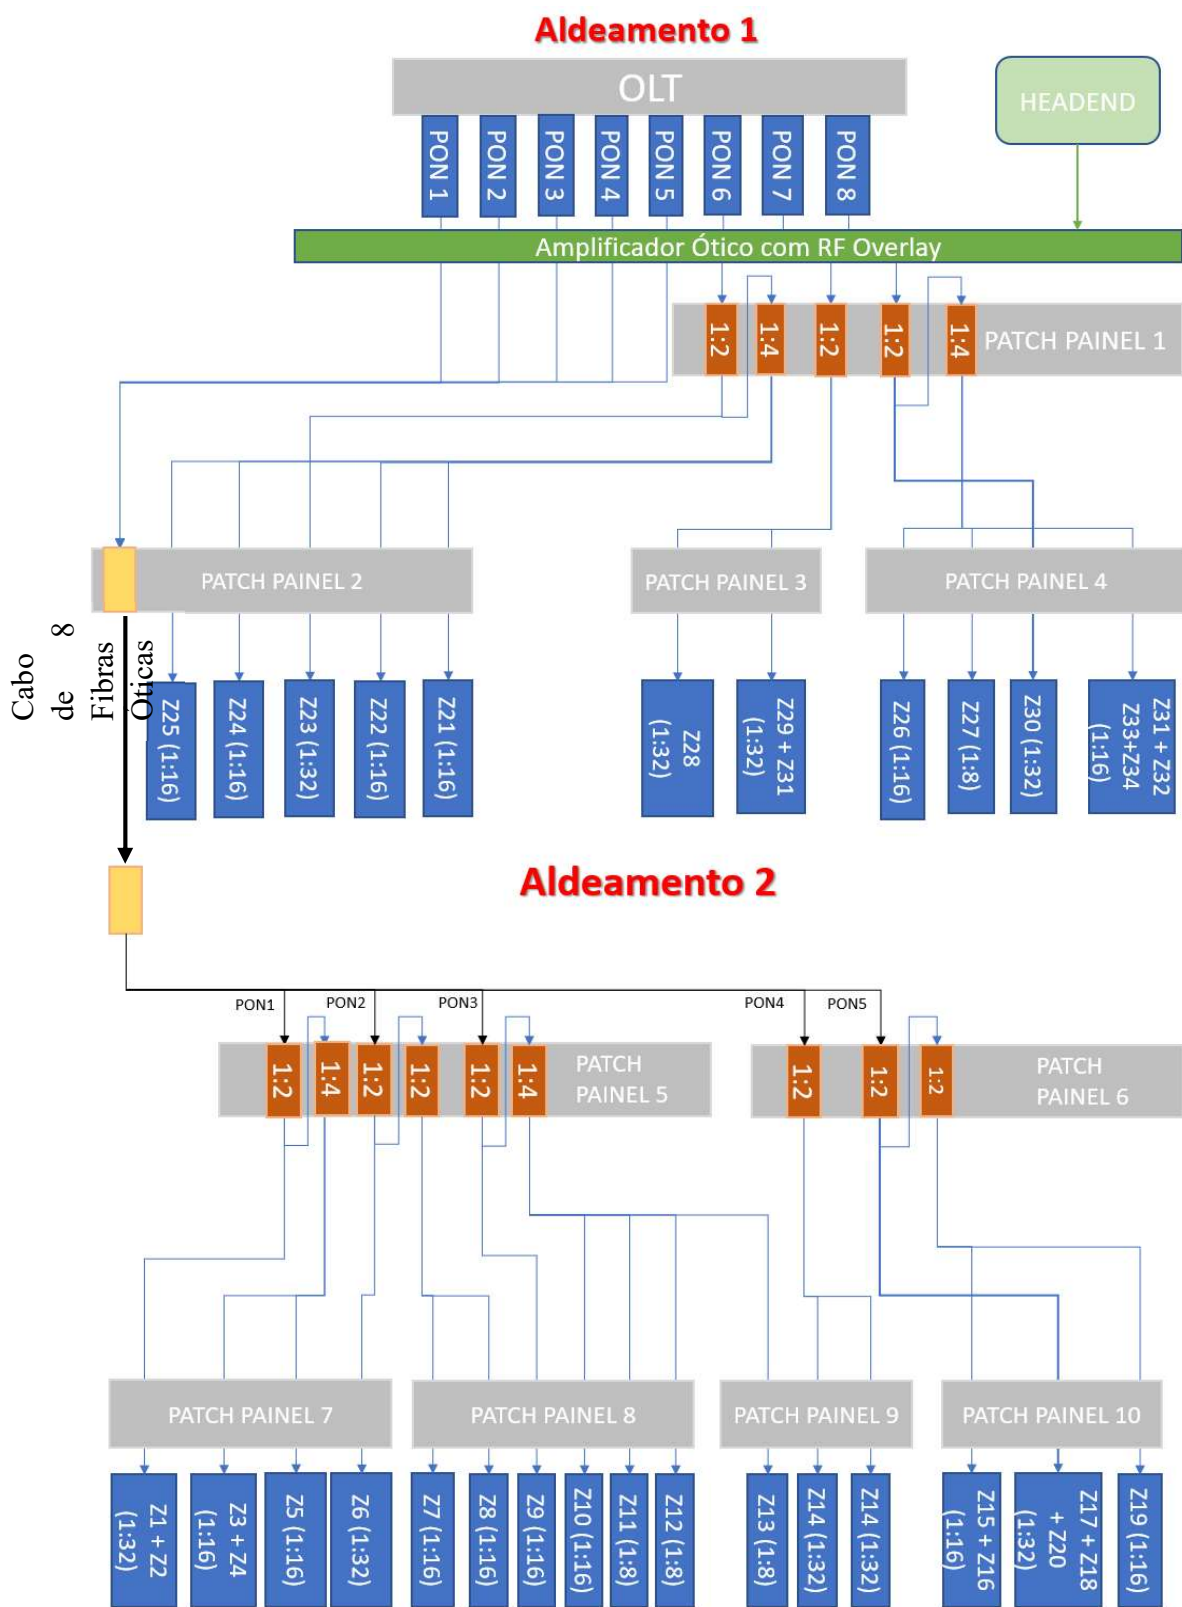 Aldeamento 1
OLT
HEADEND
PON 1
PON 2
PON 3
PON 4
PON 5
PON 6
PON 7
PON 8
Amplificador Ótico com RF Overlay
1:2
1:4
1:2
1:2
1:4
PATCH PAINEL 1
PATCH PAINEL 2
PATCH PAINEL 3
PATCH PAINEL 4
Cabo
de 8
Fibras
Óticas
Z25 (1:16)
Z24 (1:16)
Z23 (1:32)
Z22 (1:16)
Z21 (1:16)
Z28
(1:32)
Z29 + Z31
(1:32)
Z26 (1:16)
Z27 (1:8)
Z30 (1:32)
Z31 + Z32
Z33+Z34
(1:16)
Aldeamento 2
PON1
PON2
PON3
PON4
PON5
1:2
1:4
1:2
1:2
1:2
1:4
PATCH
PAINEL 5
1:2
1:2
1:2
PATCH
PAINEL 6
PATCH PAINEL 7
PATCH PAINEL 8
PATCH PAINEL 9
PATCH PAINEL 10
Z1 + Z2
(1:32)
Z3 + Z4
(1:16)
Z5 (1:16)
Z6 (1:32)
Z7 (1:16)
Z8 (1:16)
Z9 (1:16)
Z10 (1:16)
Z11 (1:8)
Z12 (1:8)
Z13 (1:8)
Z14 (1:32)
Z14 (1:32)
Z15 + Z16
(1:16)
Z17 + Z18
+ Z20
(1:32)
Z19 (1:16)